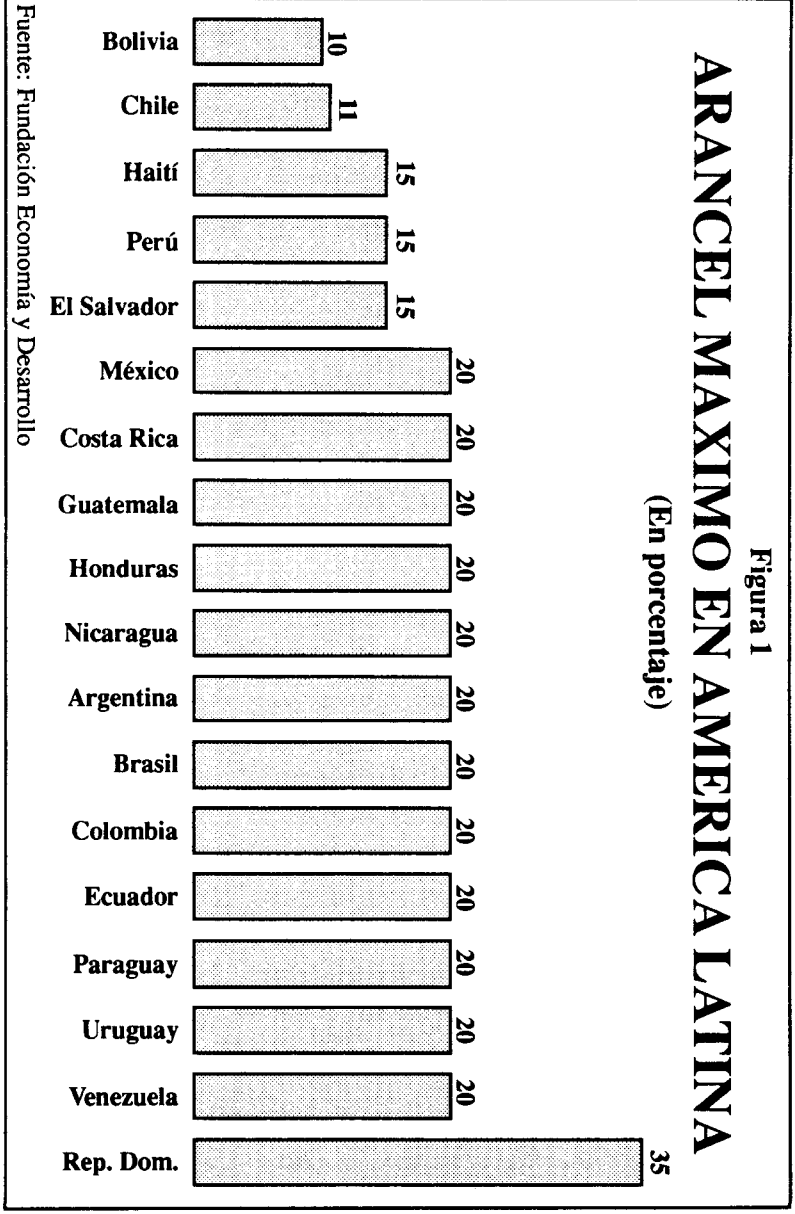 Figura 1
ARANCEL MAXIMO EN AMERICA LATINA
(En porcentaje)
Bolivia 10
Chile 11
Haití 15
Perú 15
El Salvador 15
México 20
Costa Rica 20
Guatemala 20
Honduras 20
Nicaragua 20
Argentina 20
Brasil 20
Colombia 20
Ecuador 20
Paraguay 20
Uruguay 20
Venezuela 20
Rep. Dom. 35
Fuente: Fundación Economía y Desarrollo